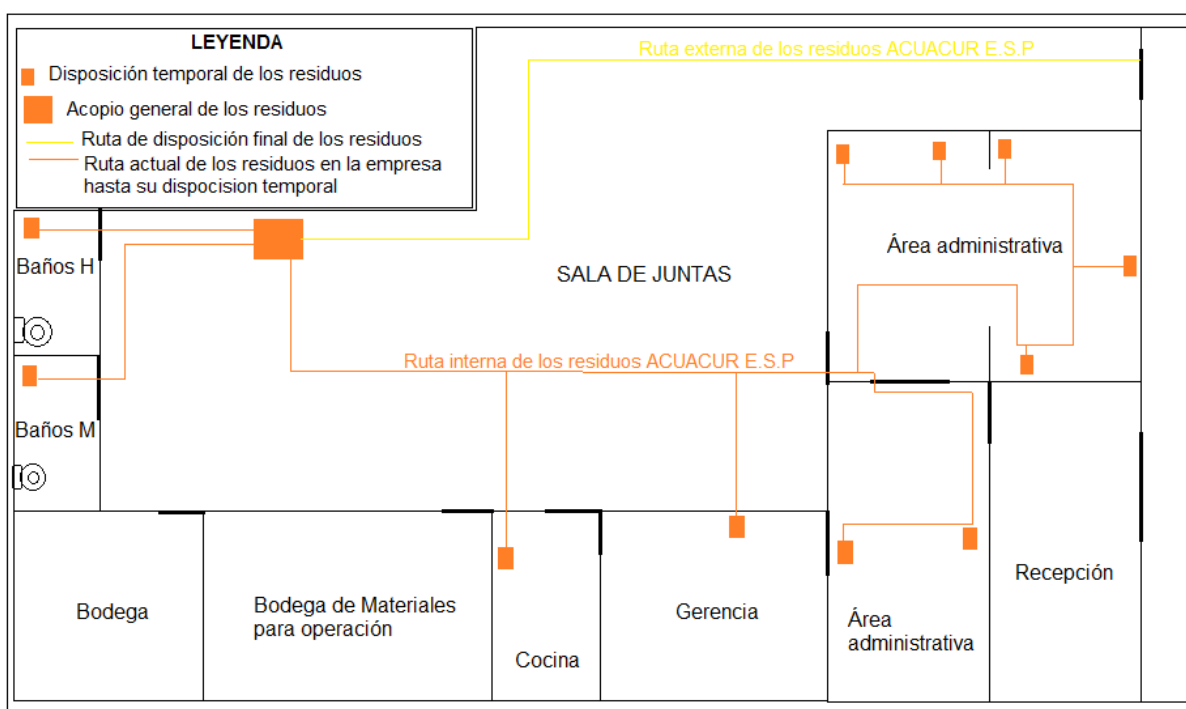 LEYENDA
Disposición temporal de los residuos
Acopio general de los residuos
Ruta de disposición final de los residuos
Ruta actual de los residuos en la empresa
hasta su dispocision temporal
Ruta externa de los residuos ACUACUR E.S.P
Baños H
SALA DE JUNTAS
Área administrativa
Ruta interna de los residuos ACUACUR E.S.P
Baños M
Bodega
Bodega de Materiales
para operación
Cocina
Gerencia
Área
administrativa
Recepción